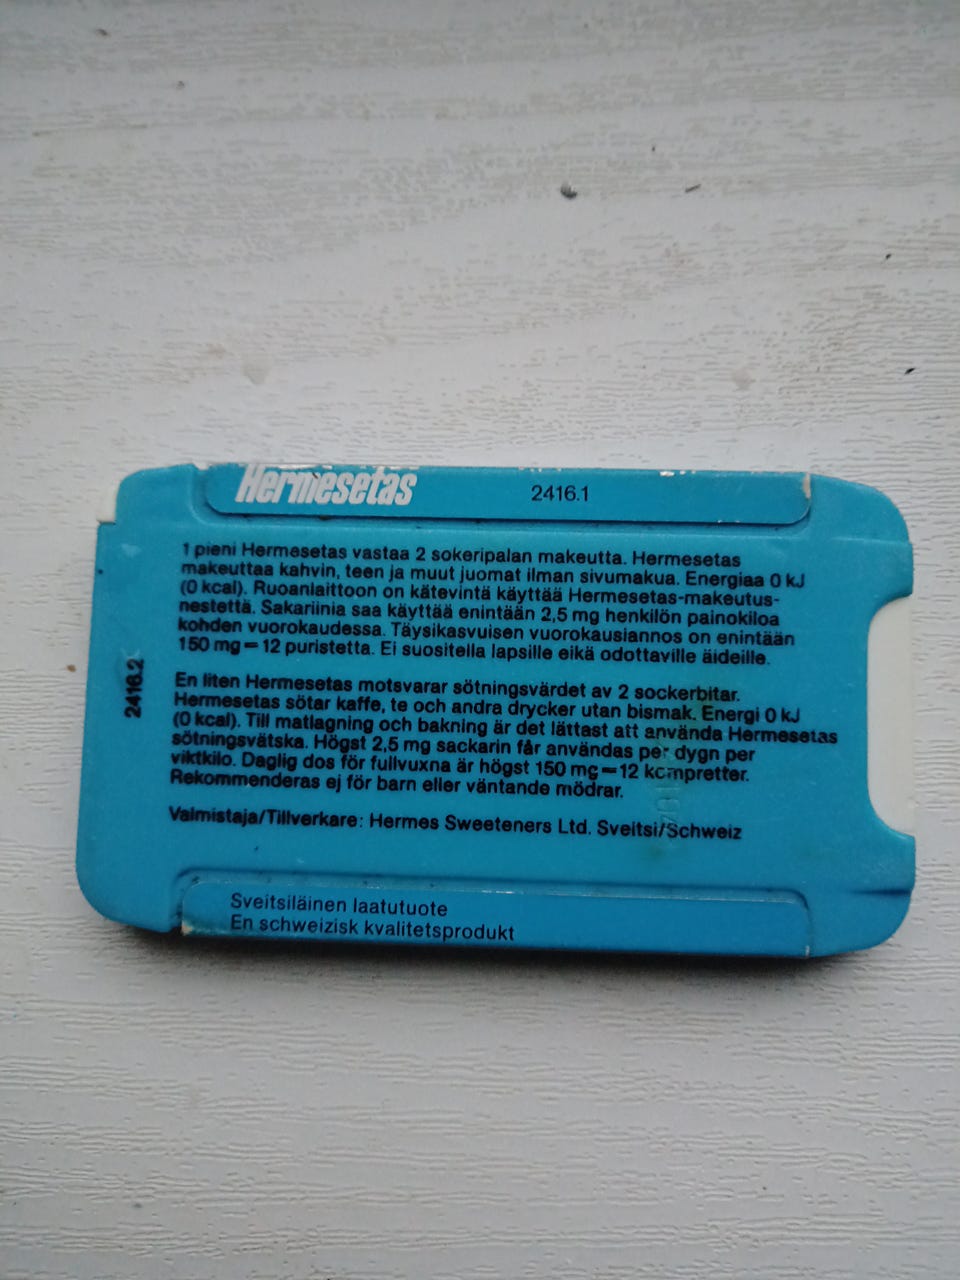 Hermesetas 2416.1
1 pieni Hermesetas vastaa 2 sokeripalan makeutta. Hermesetas
makeuttaa kahvin, teen ja muut juomat ilman sivumakua. Energiaa 0 kJ
(0 kcal). Ruoanlaittoon on kätevintä käyttää Hermesetas-makeutus-
nestettä. Sakariinia saa käyttää enintään 2,5 mg henkilön painokiloa
kohden vuorokaudessa. Täysikasvuisen vuorokausiannos on enintään
150 mg = 12 puristetta. Ei suositella lapsille eikä odottaville äideille.
2416.2
En liten Hermesetas motsvarar sötningsvärdet av 2 sockerbitar.
Hermesetas sötar kaffe, te och andra drycker utan bismak. Energi 0 kJ
(0 kcal). Till matlagning och bakning är det lättast att använda Hermesetas
sötningsvätska. Högst 2,5 mg sackarin får användas per dygn per
viktkilo. Daglig dos för fullvuxna är högst 150 mg = 12 kompretter.
Rekommenderas ej för barn eller väntande mödrar.
Valmistaja/Tillverkare: Hermes Sweeteners Ltd. Sveitsi/Schweiz
Sveitsiläinen laatutuote
En schweizisk kvalitetsprodukt